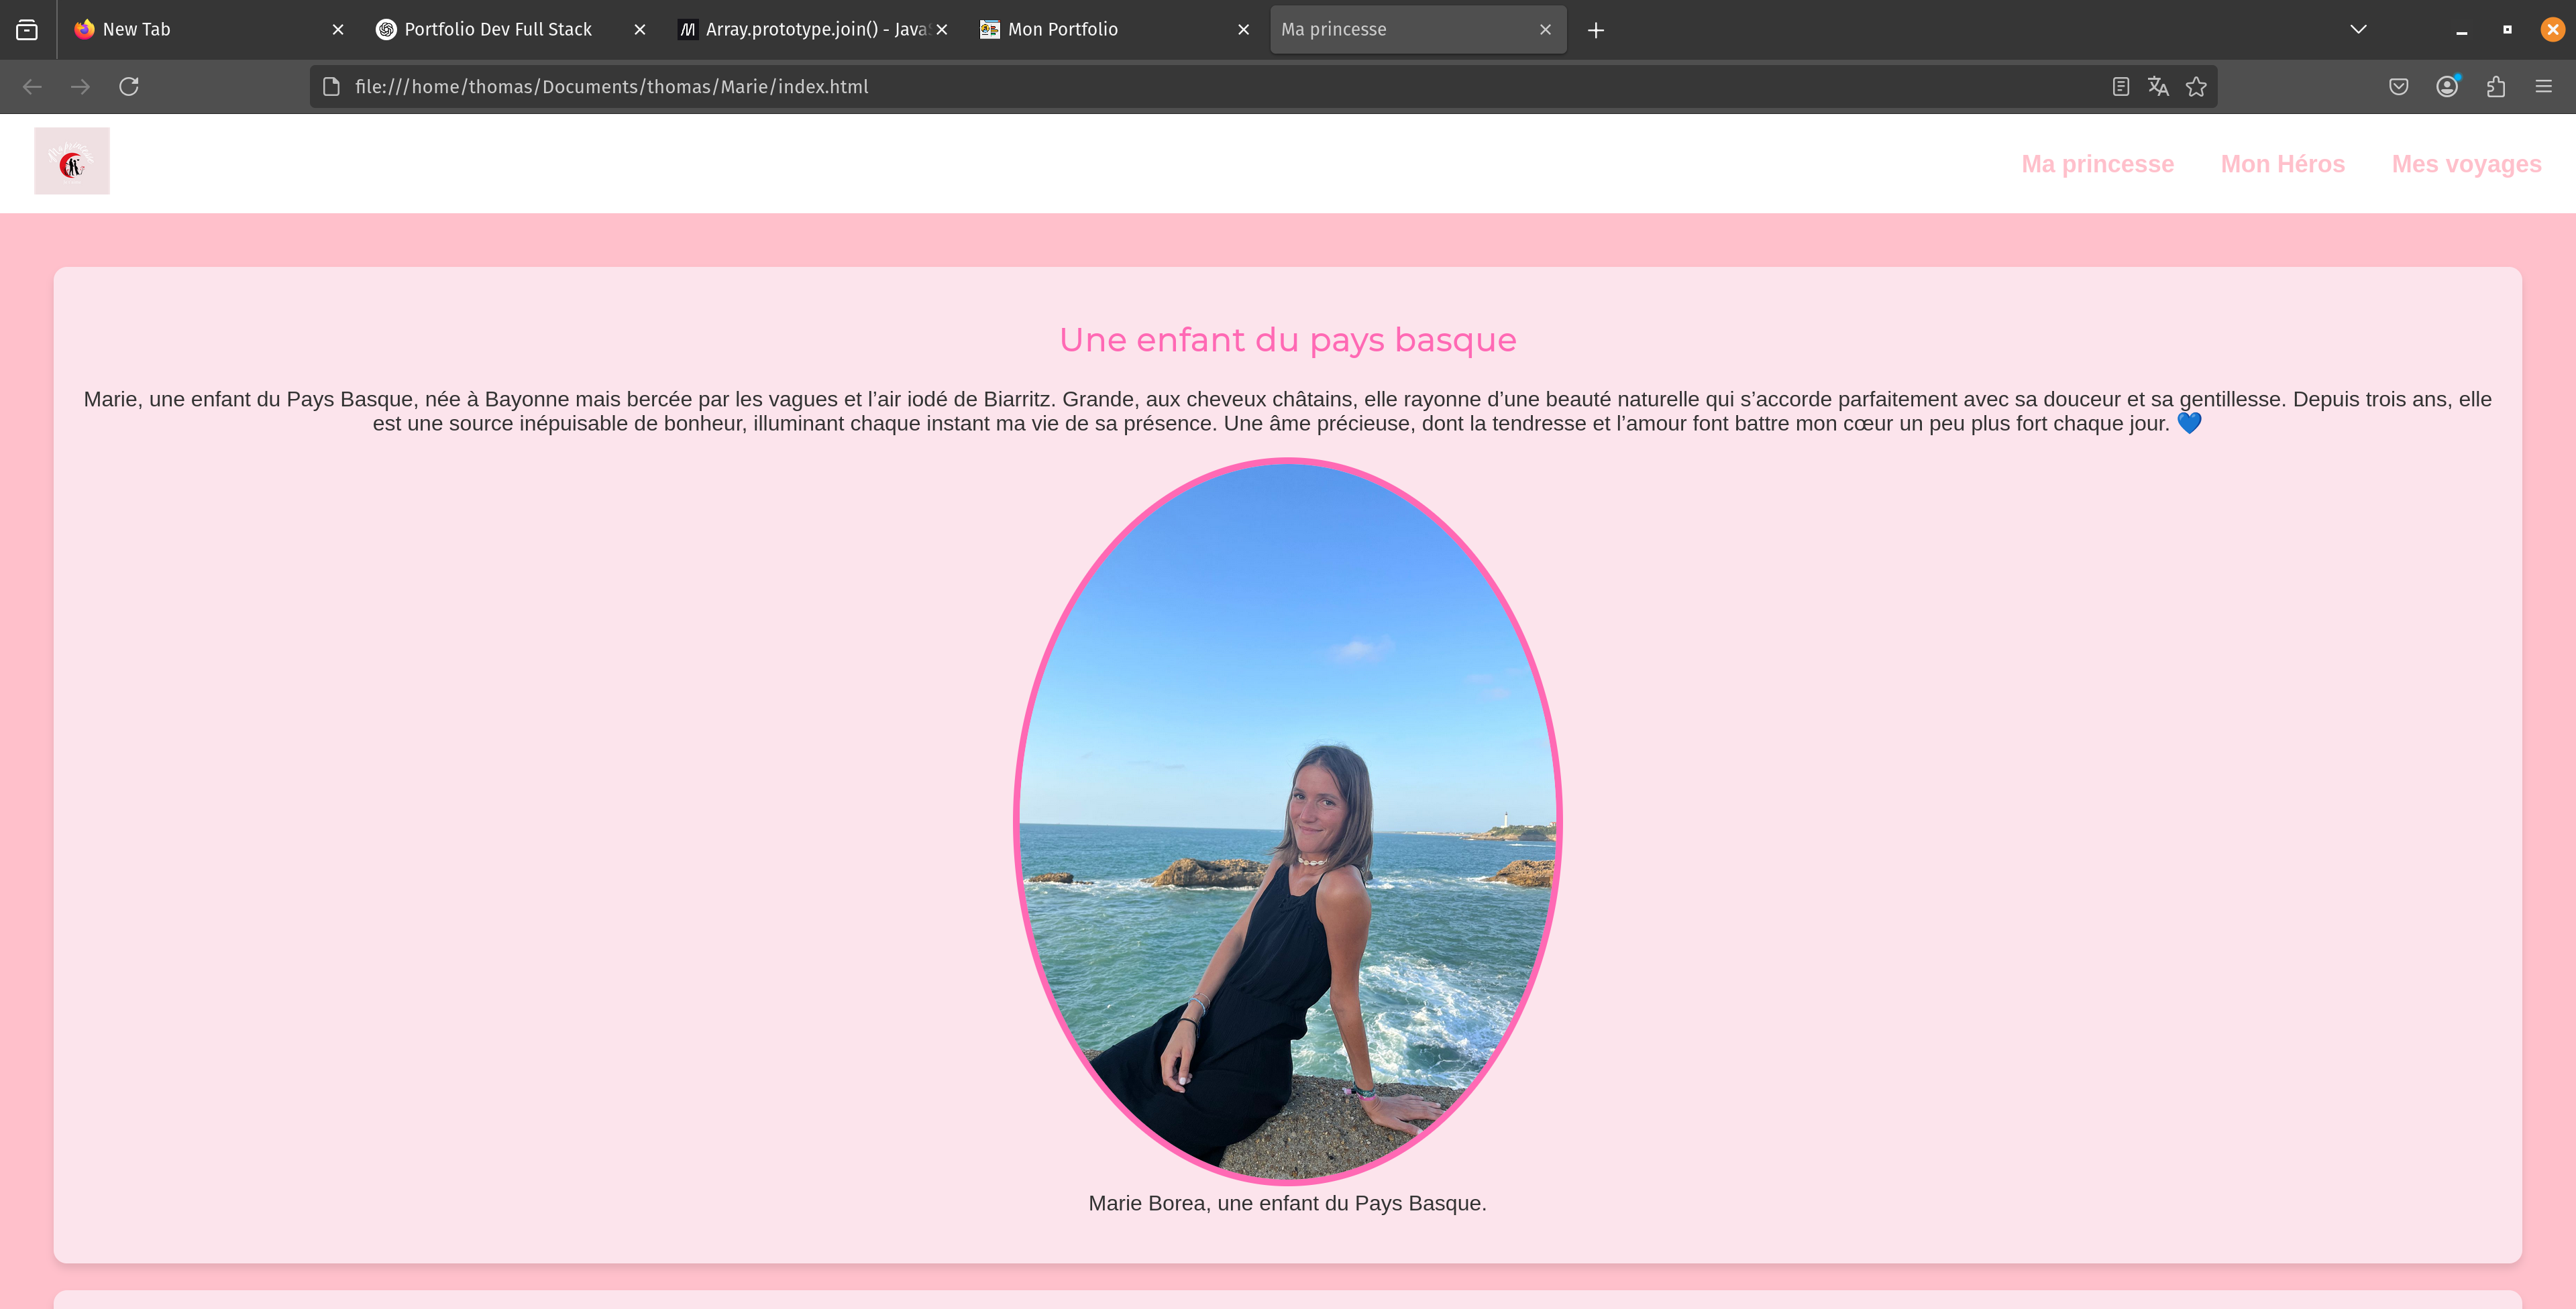 New Tab
Portfolio Dev Full Stack
Array.prototype.join() - Java
Mon Portfolio
Ma princesse
file:///home/thomas/Documents/thomas/Marie/index.html
Ma princesse Mon Héros Mes voyages
Une enfant du pays basque
Marie, une enfant du Pays Basque, née à Bayonne mais bercée par les vagues et l’air iodé de Biarritz. Grande, aux cheveux châtains, elle rayonne d’une beauté naturelle qui s’accorde parfaitement avec sa douceur et sa gentillesse. Depuis trois ans, elle
est une source inépuisable de bonheur, illuminant chaque instant ma vie de sa présence. Une âme précieuse, dont la tendresse et l’amour font battre mon cœur un peu plus fort chaque jour. 💙
Marie Borea, une enfant du Pays Basque.